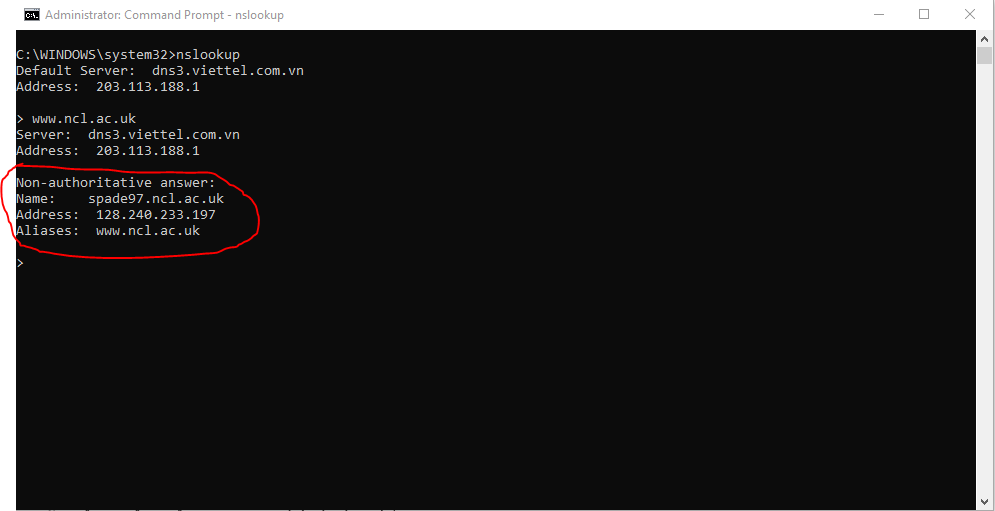 Administrator: Command Prompt - nslookup
C:\WINDOWS\system32>nslookup
Default Server:  dns3.viettel.com.vn
Address:  203.113.188.1
> www.ncl.ac.uk
Server:  dns3.viettel.com.vn
Address:  203.113.188.1
Non-authoritative answer:
Name:    spade97.ncl.ac.uk
Address:  128.240.233.197
Aliases:  www.ncl.ac.uk
>